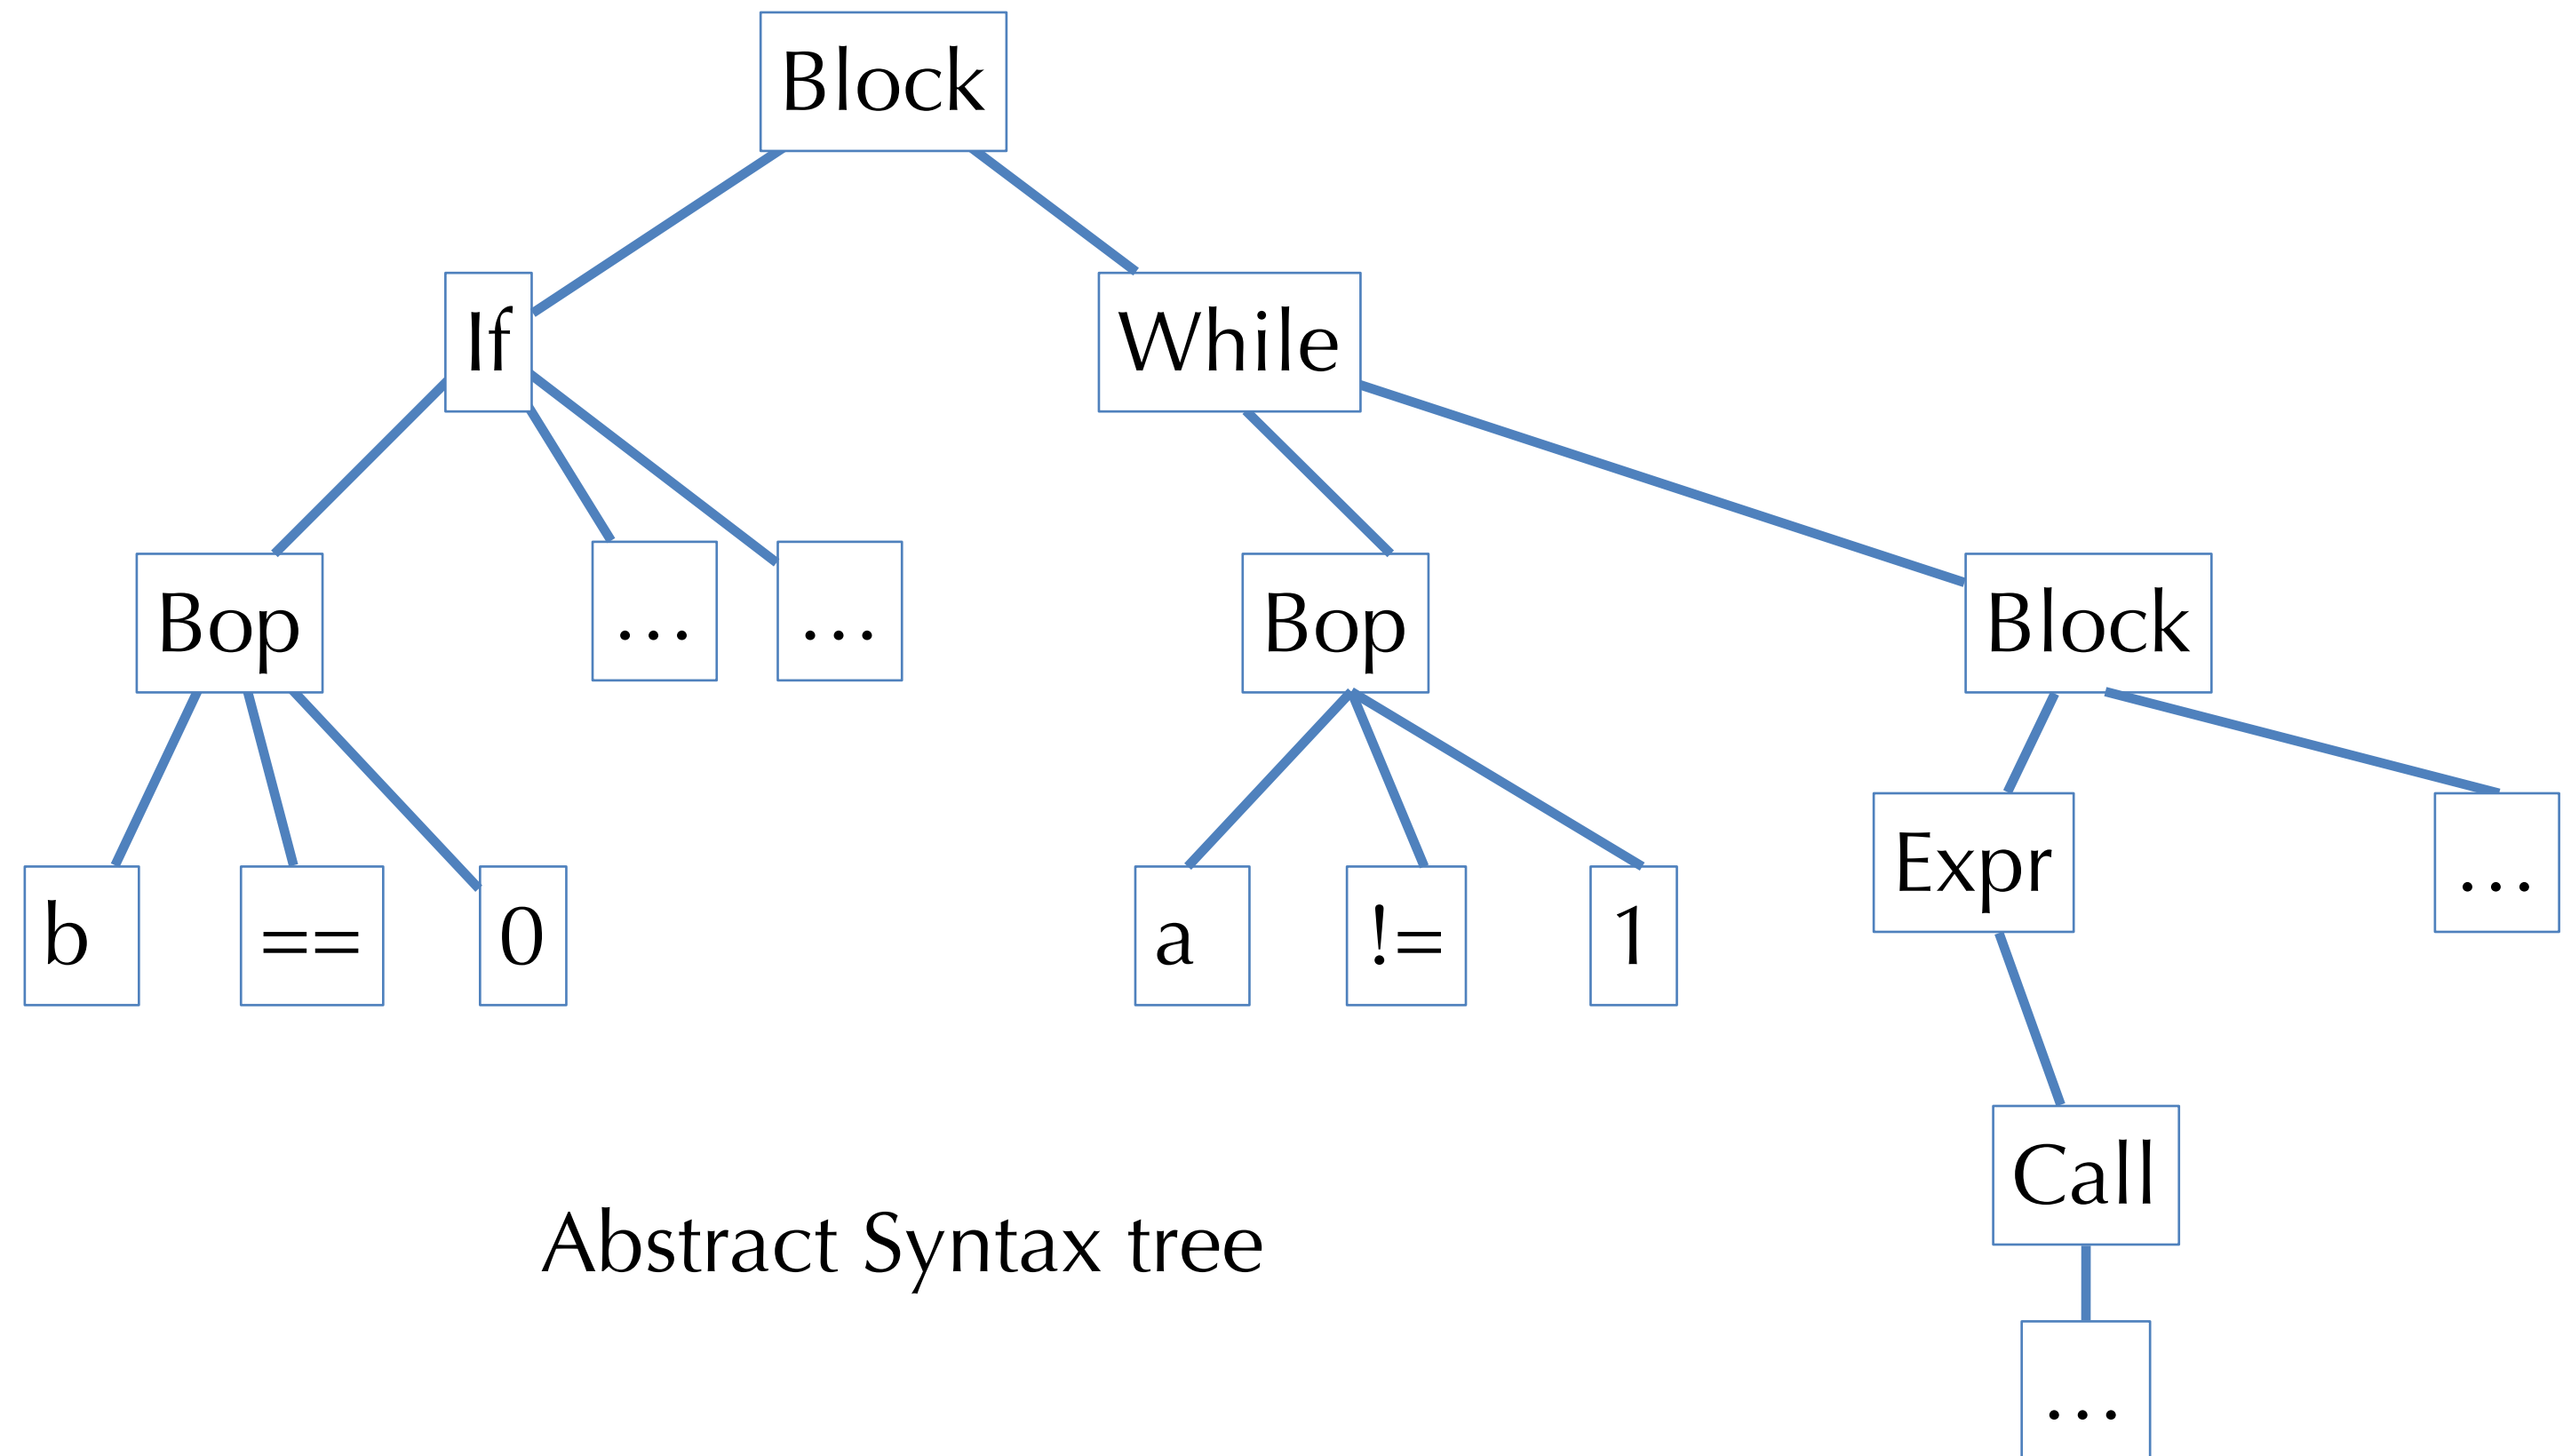 Block
If
While
Bop
…
…
Bop
Block
b
==
0
a
!=
1
Expr
…
Call
…
Abstract Syntax tree